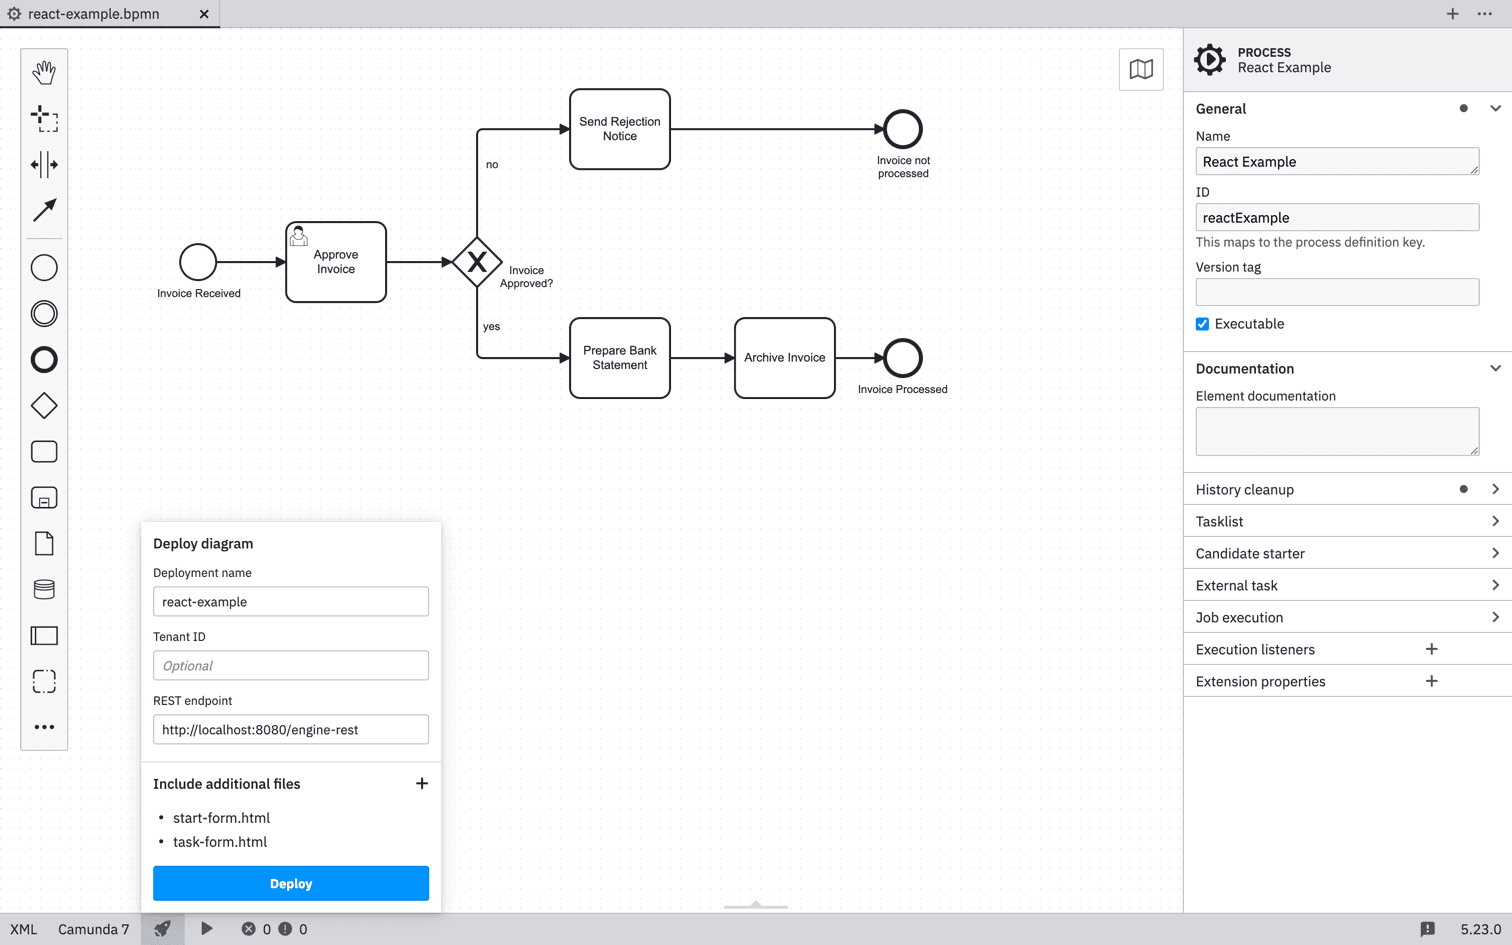 react-example.bpmn
Send Rejection
Notice
Invoice not
processed
no
Approve
Invoice
Invoice
Approved?
Invoice Received
yes
Prepare Bank
Statement
Archive Invoice
Invoice Processed
Deploy diagram
Deployment name
react-example
Tenant ID
Optional
REST endpoint
http://localhost:8080/engine-rest
Include additional files
• start-form.html
• task-form.html
Deploy
PROCESS
React Example
General
Name
React Example
ID
reactExample
This maps to the process definition key.
Version tag
Executable
Documentation
Element documentation
History cleanup
Tasklist
Candidate starter
External task
Job execution
Execution listeners
Extension properties
XML Camunda 7 0 0 5.23.0